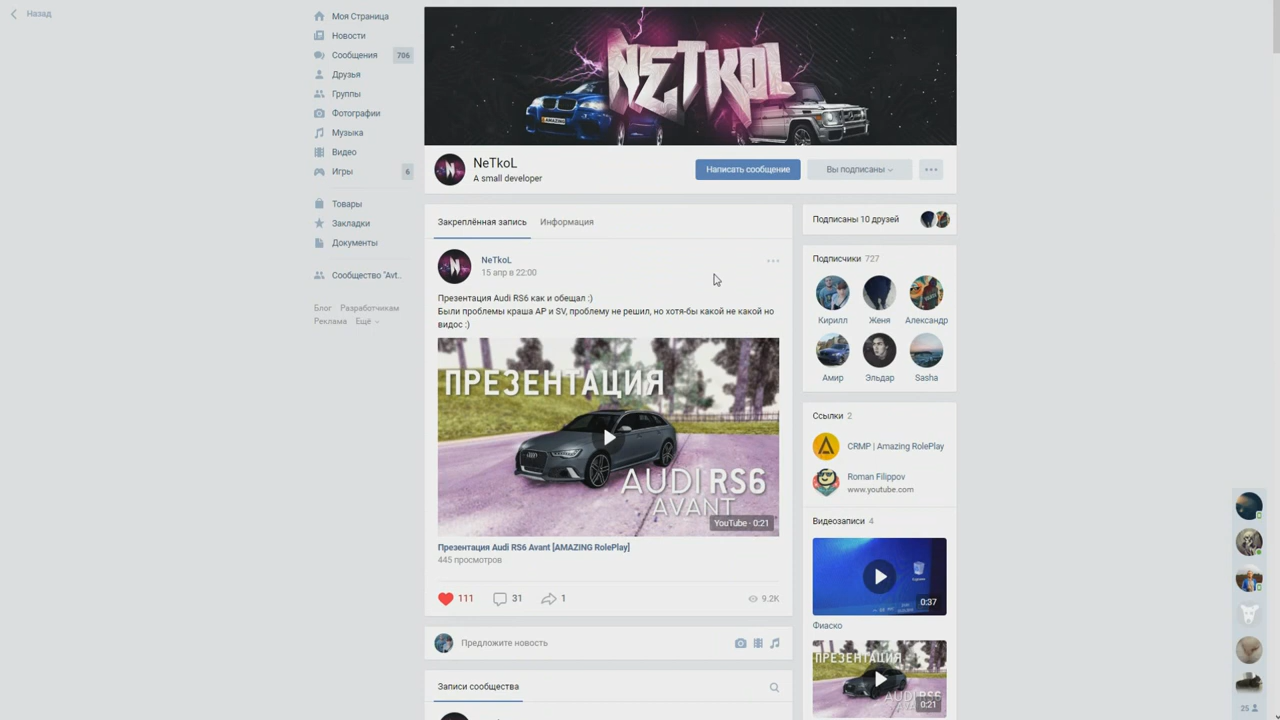 Назад
Моя Страница
Новости
Сообщения 706
Друзья
Группы
Фотографии
Музыка
Видео
Игры 6
Товары
Закладки
Документы
Сообщество "Avt..
Блог Разработчикам
Реклама Ещё
NETKOL
AMAZING
NeTkoL
A small developer
Написать сообщение
Вы подписаны
Закреплённая запись Информация
N
NeTkoL
15 апр в 22:00
Презентация Audi RS6 как и обещал :)
Были проблемы краша AP и SV, проблему не решил, но хотя-бы какой не какой но
видос :)
ПРЕЗЕНТАЦИЯ
AUDI RS6
AVANT
YouTube · 0:21
Презентация Audi RS6 Avant [AMAZING RolePlay]
445 просмотров
111 31 1 9.2K
Предложите новость
Записи сообщества
Подписаны 10 друзей
Подписчики 727
Кирилл Женя Александр
Амир Эльдар Sasha
Ссылки 2
CRMP | Amazing RolePlay
Roman Filippov
www.youtube.com
Видеозаписи 4
0:37
Фиаско
ПРЕЗЕНТАЦИЯ
AUDI RS6
0:21
25